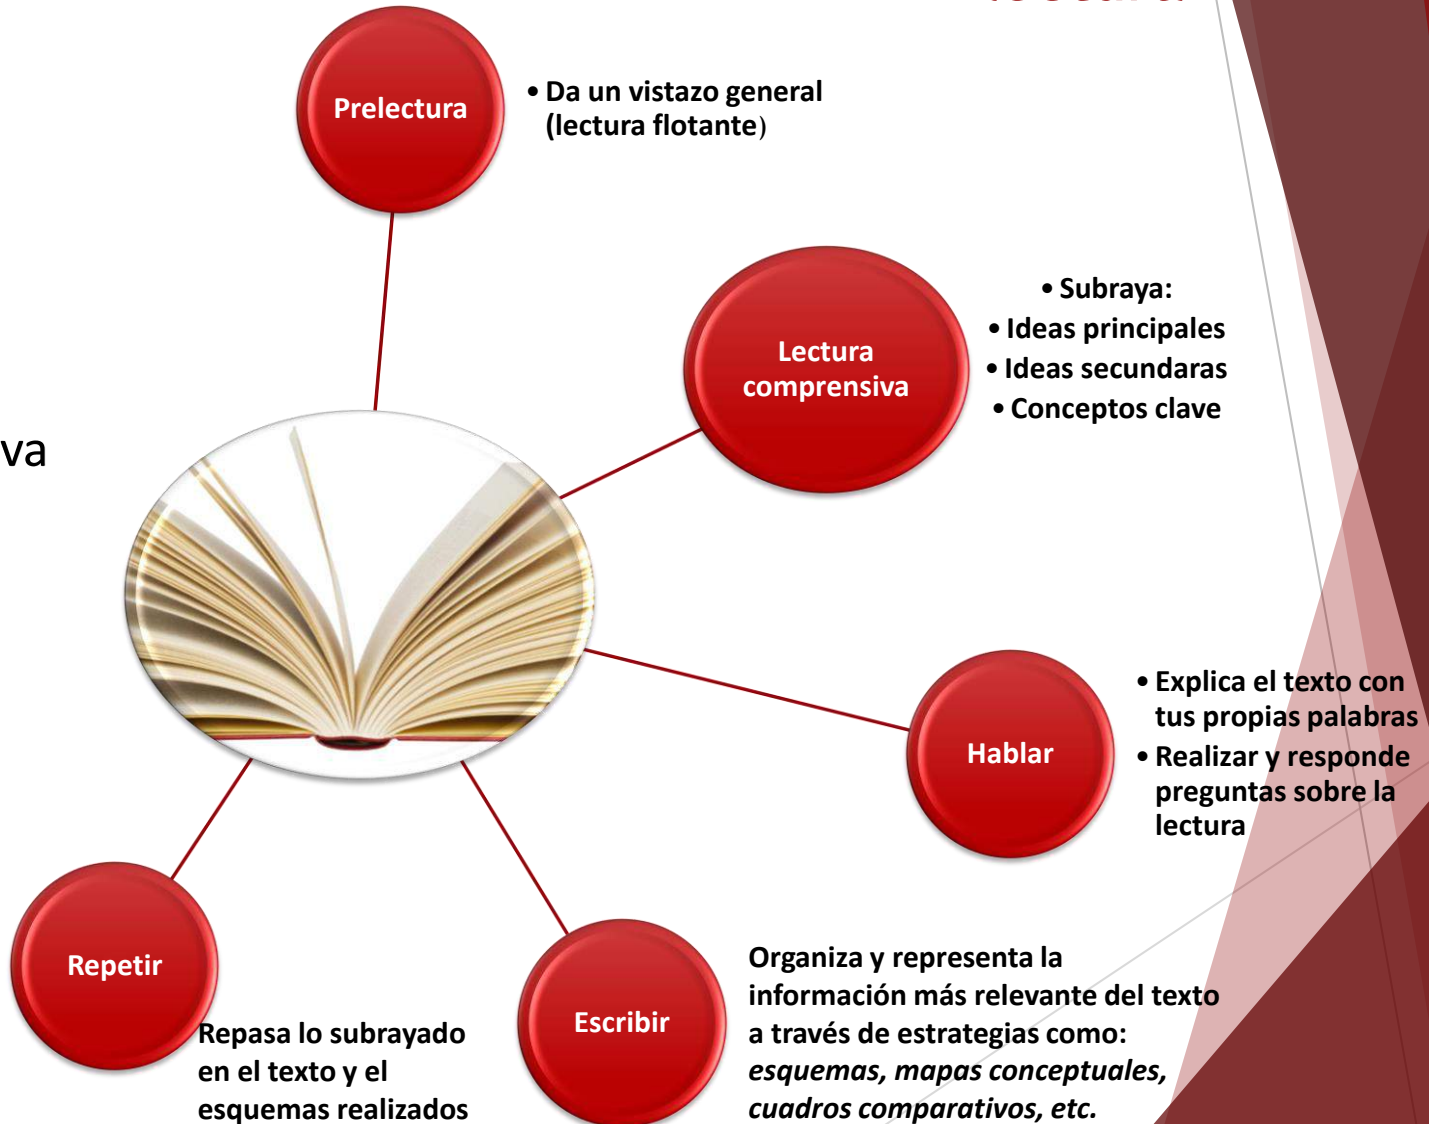 Prelectura
• Da un vistazo general
(lectura flotante)
Lectura
comprensiva
• Subraya:
• Ideas principales
• Ideas secundaras
• Conceptos clave
va
Hablar
• Explica el texto con
tus propias palabras
• Realizar y responde
preguntas sobre la
lectura
Escribir
Organiza y representa la
información más relevante del texto
a través de estrategias como:
esquemas, mapas conceptuales,
cuadros comparativos, etc.
Repetir
Repasa lo subrayado
en el texto y el
esquemas realizados